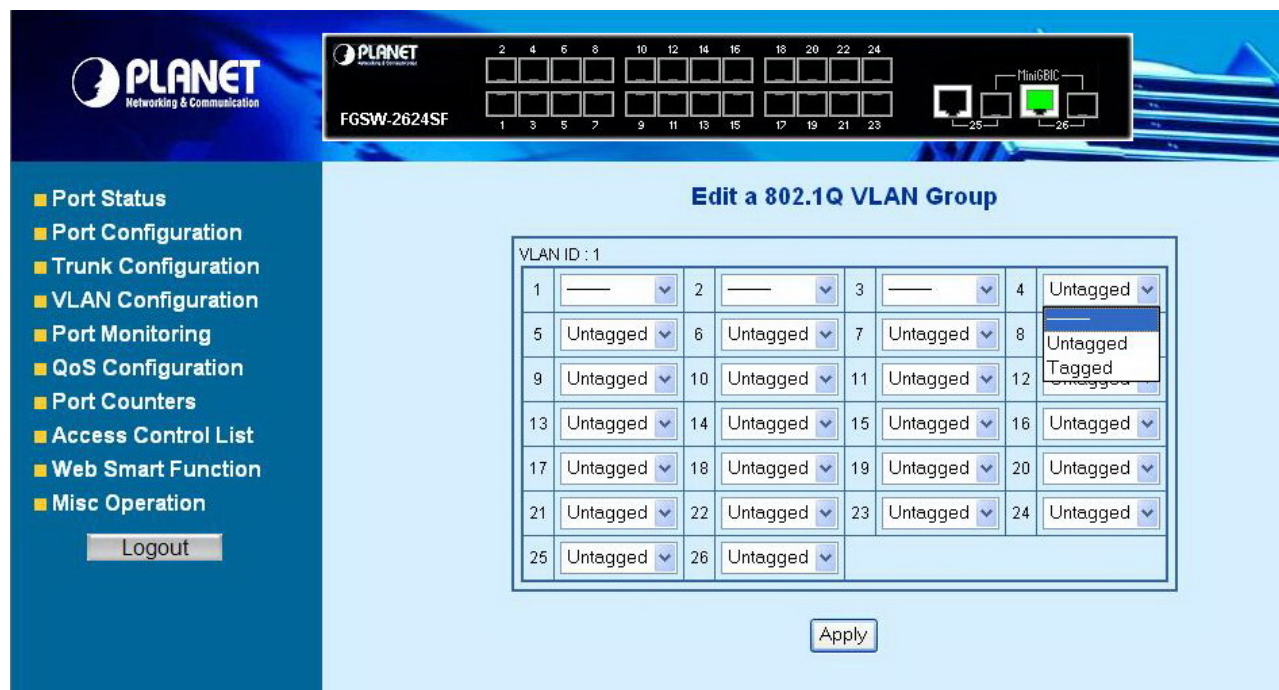 PLANET
Networking & Communication
PLANET
Networking & Communication
FGSW-2624SF
2 4 6 8 10 12 14 16 18 20 22 24
1 3 5 7 9 11 13 15 17 19 21 23
MiniGBIC
25 26
Port Status
Port Configuration
Trunk Configuration
VLAN Configuration
Port Monitoring
QoS Configuration
Port Counters
Access Control List
Web Smart Function
Misc Operation
Logout
Edit a 802.1Q VLAN Group
VLAN ID : 1
1 —— 2 —— 3 —— 4 Untagged
——
Untagged
Tagged
5 Untagged 6 Untagged 7 Untagged 8
9 Untagged 10 Untagged 11 Untagged 12 Untagged
13 Untagged 14 Untagged 15 Untagged 16 Untagged
17 Untagged 18 Untagged 19 Untagged 20 Untagged
21 Untagged 22 Untagged 23 Untagged 24 Untagged
25 Untagged 26 Untagged
Apply